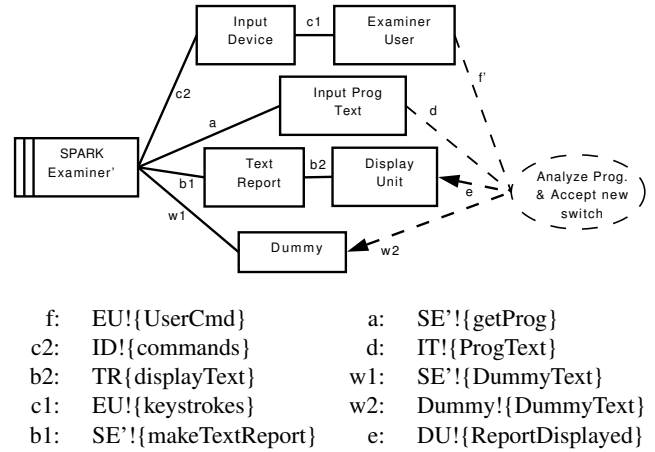 Input
Device
c1
Examiner
User
f'
c2
Input Prog
Text
a
d
SPARK
Examiner'
Text
Report
b2
Display
Unit
b1
e
Analyze Prog.
& Accept new
switch
w1
Dummy
w2
f: EU!{UserCmd} a: SE’!{getProg}
c2: ID!{commands} d: IT!{ProgText}
b2: TR{displayText} w1: SE’!{DummyText}
c1: EU!{keystrokes} w2: Dummy!{DummyText}
b1: SE’!{makeTextReport} e: DU!{ReportDisplayed}